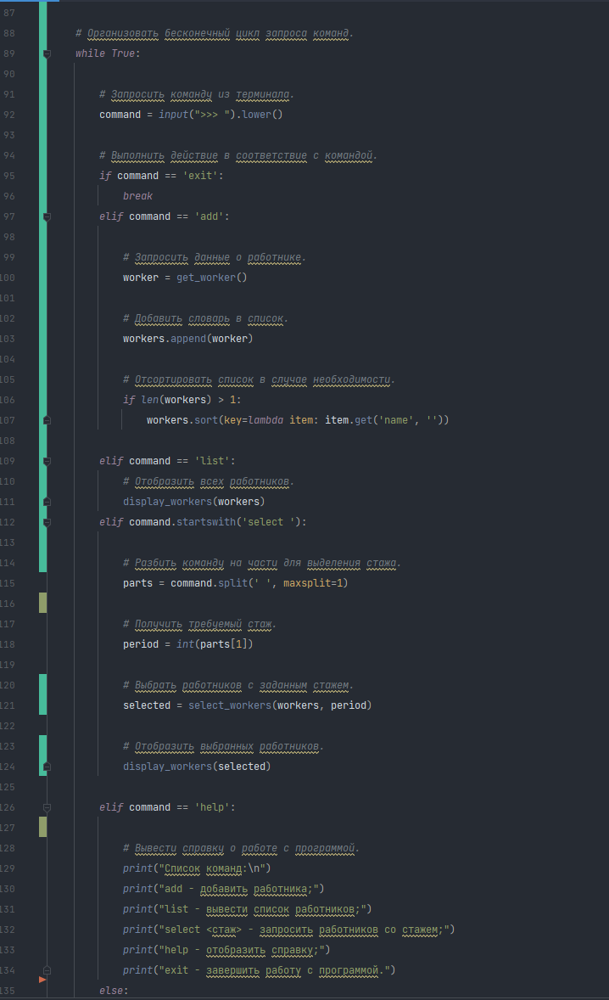 87
88 # Организовать бесконечный цикл запроса команд.
89 while True:
90
91 # Запросить команду из терминала.
92 command = input(">>> ").lower()
93
94 # Выполнить действие в соответствие с командой.
95 if command == 'exit':
96 break
97 elif command == 'add':
98
99 # Запросить данные о работнике.
100 worker = get_worker()
101
102 # Добавить словарь в список.
103 workers.append(worker)
104
105 # Отсортировать список в случае необходимости.
106 if len(workers) > 1:
107 workers.sort(key=lambda item: item.get('name', ''))
108
109 elif command == 'list':
110 # Отобразить всех работников.
111 display_workers(workers)
112 elif command.startswith('select '):
113
114 # Разбить команду на части для выделения стажа.
115 parts = command.split(' ', maxsplit=1)
116
117 # Получить требуемый стаж.
118 period = int(parts[1])
119
120 # Выбрать работников с заданным стажем.
121 selected = select_workers(workers, period)
122
123 # Отобразить выбранных работников.
124 display_workers(selected)
125
126 elif command == 'help':
127
128 # Вывести справку о работе с программой.
129 print("Список команд:\n")
130 print("add - добавить работника;")
131 print("list - вывести список работников;")
132 print("select <стаж> - запросить работников со стажем;")
133 print("help - отобразить справку;")
134 print("exit - завершить работу с программой.")
135 else: